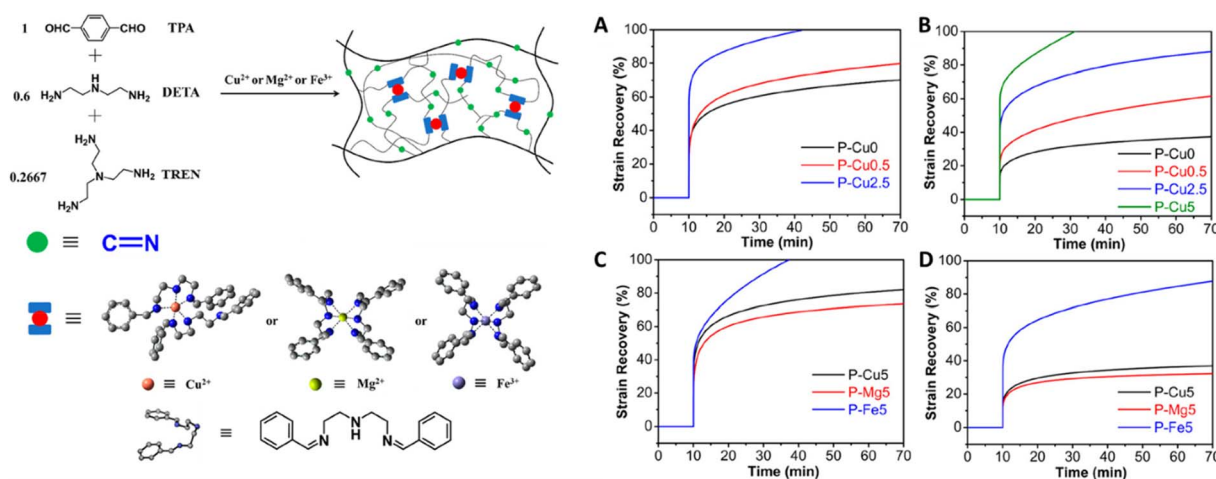 1
OHC
CHO
TPA
+
0.6
H₂N
H
N
NH₂
DETA
+
NH₂
0.2667
N
NH₂
TREN
H₂N
Cu²⁺ or Mg²⁺ or Fe³⁺
≡ C=N
≡
or
or
≡ Cu²⁺
≡ Mg²⁺
≡ Fe³⁺
≡
N
H
N
N
A
Strain Recovery (%)
100
80
60
40
20
0
P-Cu0
P-Cu0.5
P-Cu2.5
0 10 20 30 40 50 60 70
Time (min)
B
Strain Recovery (%)
100
80
60
40
20
0
P-Cu0
P-Cu0.5
P-Cu2.5
P-Cu5
0 10 20 30 40 50 60 70
Time (min)
C
Strain Recovery (%)
100
80
60
40
20
0
P-Cu5
P-Mg5
P-Fe5
0 10 20 30 40 50 60 70
Time (min)
D
Strain Recovery (%)
100
80
60
40
20
0
P-Cu5
P-Mg5
P-Fe5
0 10 20 30 40 50 60 70
Time (min)